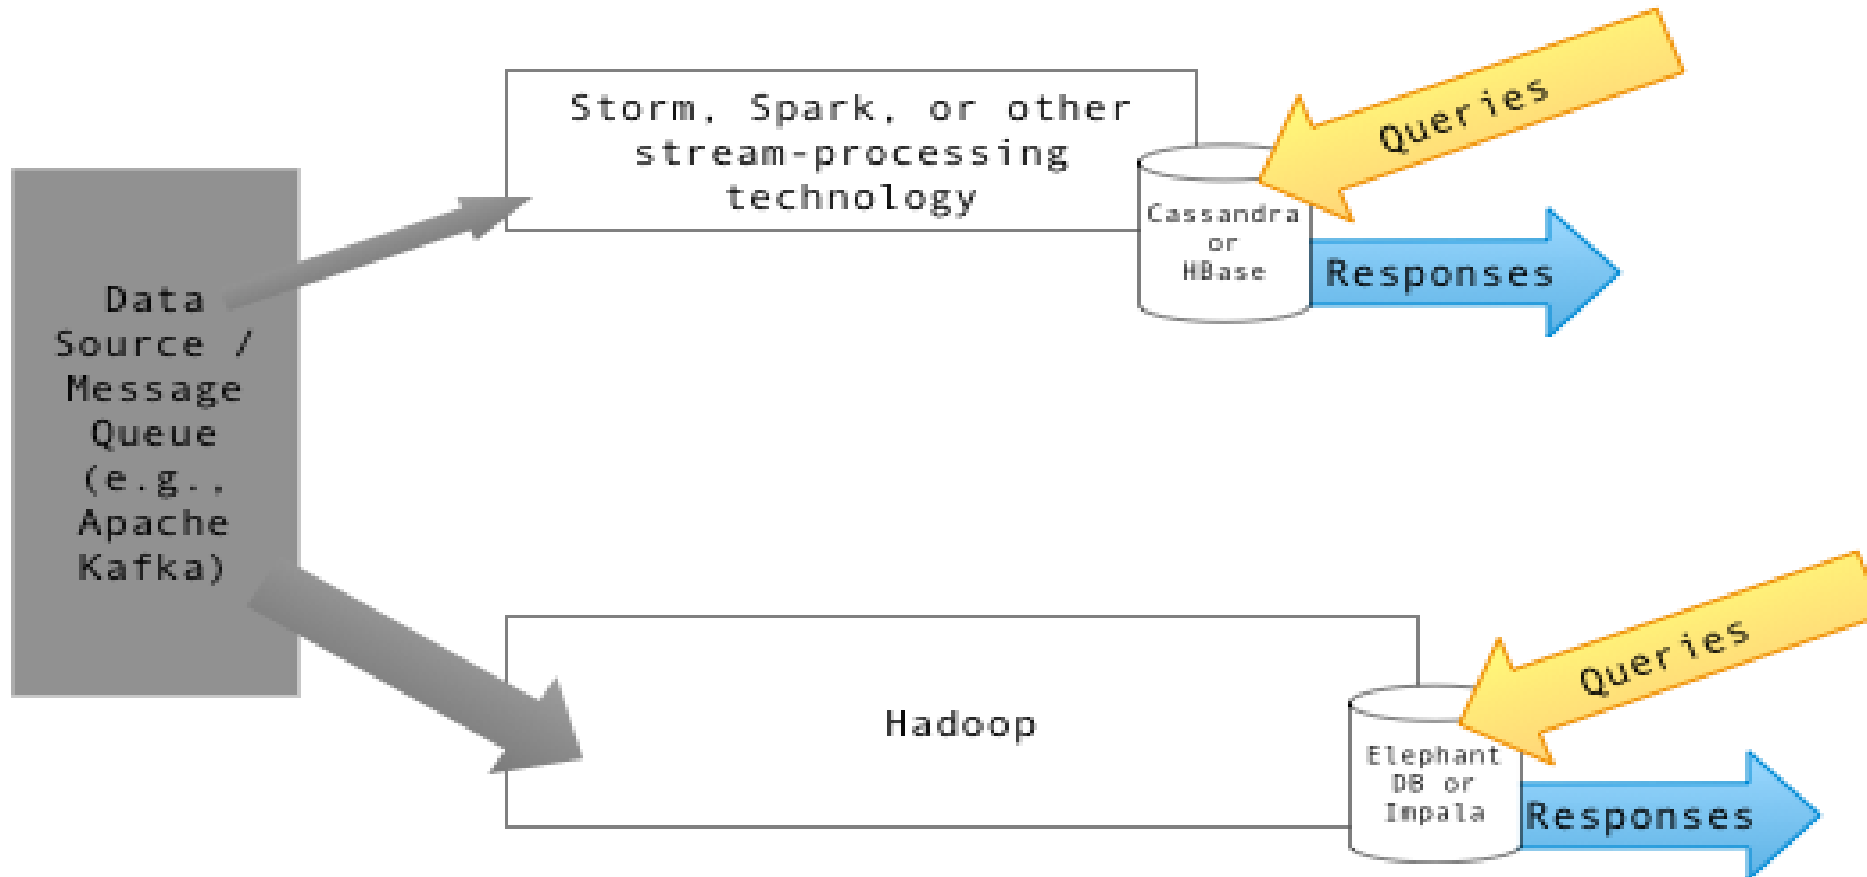 Data
Source /
Message
Queue
(e.g.,
Apache
Kafka)
Storm, Spark, or other
stream-processing
technology
Cassandra
or
HBase
Queries
Responses
Hadoop
Elephant
DB or
Impala
Queries
Responses